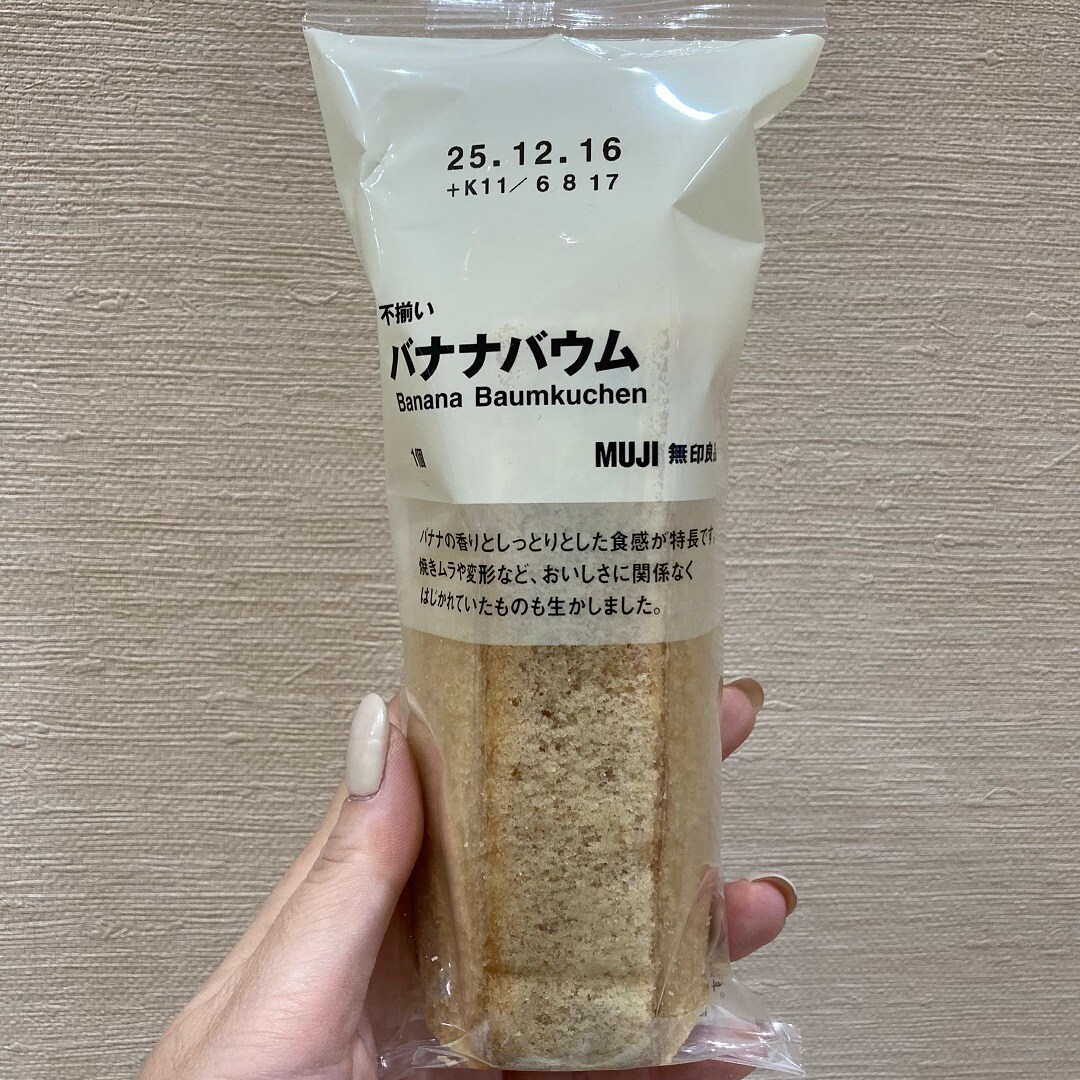 25.12.16
+K11/ 6 8 17
不揃い
バナナバウム
Banana Baumkuchen
1個
MUJI 無印良品
バナナの香りとしっとりとした食感が特長です。
焼きムラや変形など、おいしさに関係なく
はじかれていたものも生かしました。